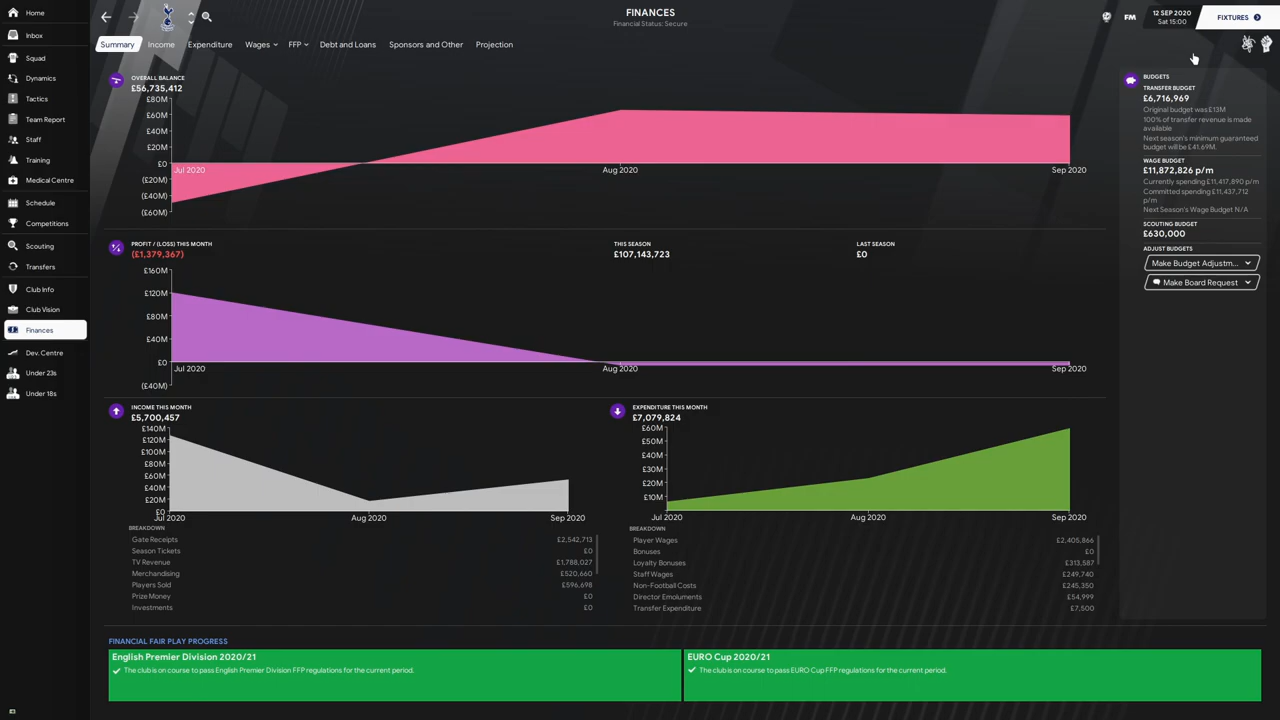 Home
Inbox
Squad
Dynamics
Tactics
Team Report
Staff
Training
Medical Centre
Schedule
Competitions
Scouting
Transfers
Club Info
Club Vision
Finances
Dev. Centre
Under 23s
Under 18s
FINANCES
Financial Status: Secure
FM
12 SEP 2020
Sat 15:00
FIXTURES
Summary
Income
Expenditure
Wages
FFP
Debt and Loans
Sponsors and Other
Projection
OVERALL BALANCE
£56,735,412
£80M
£60M
£40M
£20M
£0
(£20M)
(£40M)
(£60M)
Jul 2020
Aug 2020
Sep 2020
PROFIT / (LOSS) THIS MONTH
(£1,379,367)
THIS SEASON
£107,143,723
LAST SEASON
£0
£160M
£120M
£80M
£40M
£0
(£40M)
Jul 2020
Aug 2020
Sep 2020
INCOME THIS MONTH
£5,700,457
£140M
£120M
£100M
£80M
£60M
£40M
£20M
£0
Jul 2020
Aug 2020
Sep 2020
BREAKDOWN
Gate Receipts £2,542,713
Season Tickets £0
TV Revenue £1,788,027
Merchandising £520,660
Players Sold £596,698
Prize Money £0
Investments £0
EXPENDITURE THIS MONTH
£7,079,824
£60M
£50M
£40M
£30M
£20M
£10M
Jul 2020
Aug 2020
Sep 2020
BREAKDOWN
Player Wages £2,405,866
Bonuses £0
Loyalty Bonuses £313,587
Staff Wages £249,740
Non-Football Costs £245,350
Director Emoluments £54,999
Transfer Expenditure £7,500
BUDGETS
TRANSFER BUDGET
£6,716,969
Original budget was £13M
100% of transfer revenue is made
available
Next season's minimum guaranteed
budget will be £41.69M.
WAGE BUDGET
£11,872,826 p/m
Currently spending £11,417,890 p/m
Committed spending £11,437,712
p/m
Next Season's Wage Budget N/A
SCOUTING BUDGET
£630,000
ADJUST BUDGETS
Make Budget Adjustm...
Make Board Request
FINANCIAL FAIR PLAY PROGRESS
English Premier Division 2020/21
The club is on course to pass English Premier Division FFP regulations for the current period.
EURO Cup 2020/21
The club is on course to pass EURO Cup FFP regulations for the current period.